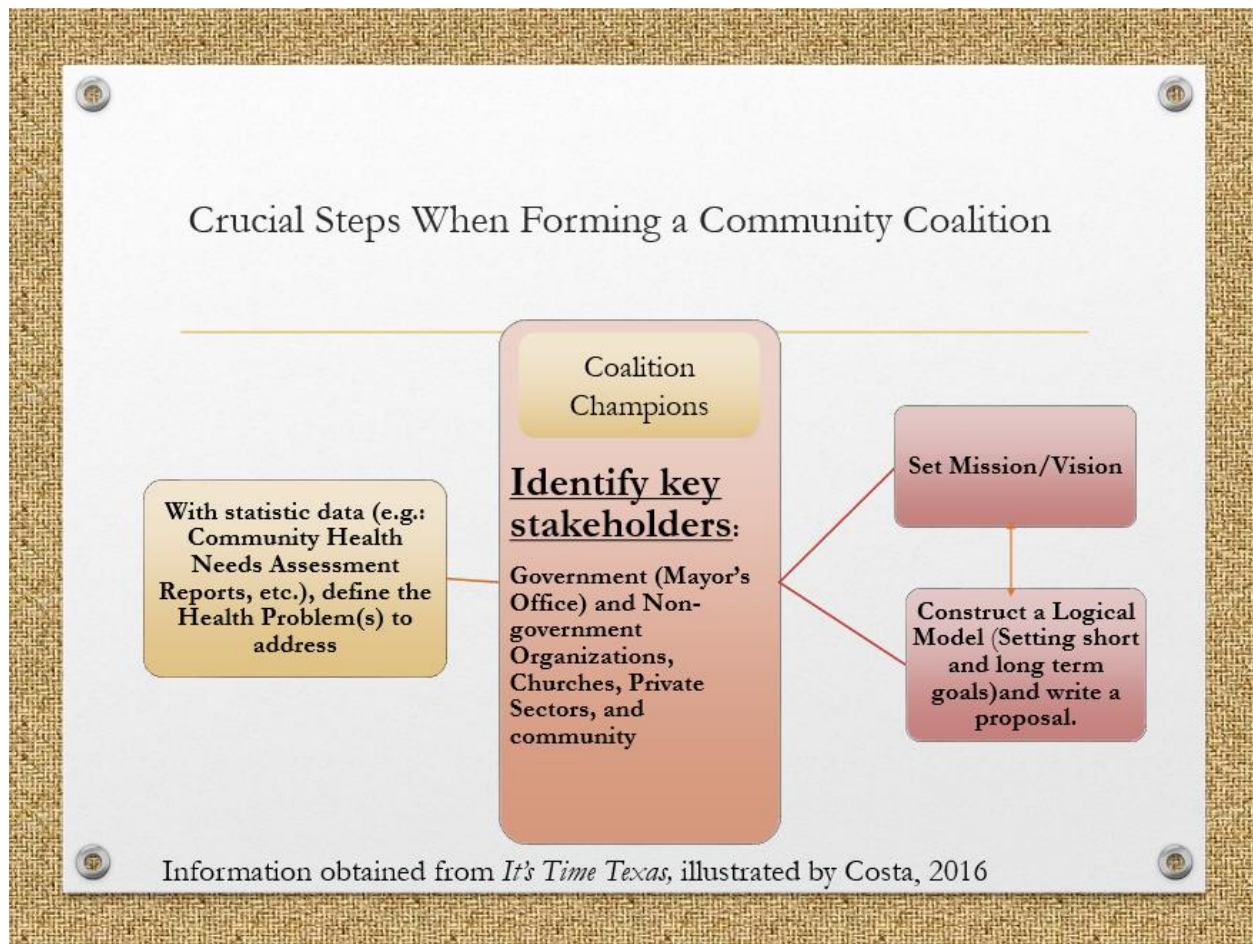 Crucial Steps When Forming a Community Coalition
With statistic data (e.g.:
Community Health
Needs Assessment
Reports, etc.), define the
Health Problem(s) to
address
Coalition
Champions
Identify key
stakeholders:
Government (Mayor's
Office) and Non-
government
Organizations,
Churches, Private
Sectors, and
community
Set Mission/Vision
Construct a Logical
Model (Setting short
and long term
goals)and write a
proposal.
Information obtained from It's Time Texas, illustrated by Costa, 2016